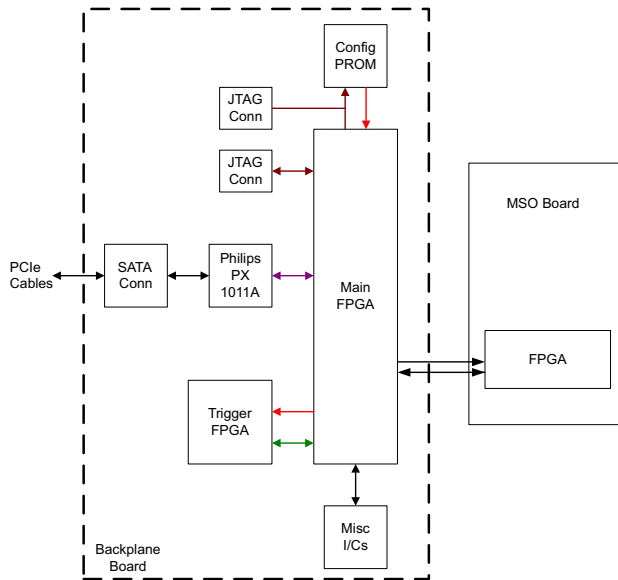 Config
PROM
JTAG
Conn
JTAG
Conn
MSO Board
PCIe
Cables
SATA
Conn
Philips
PX
1011A
Main
FPGA
FPGA
Trigger
FPGA
Misc
I/Cs
Backplane
Board